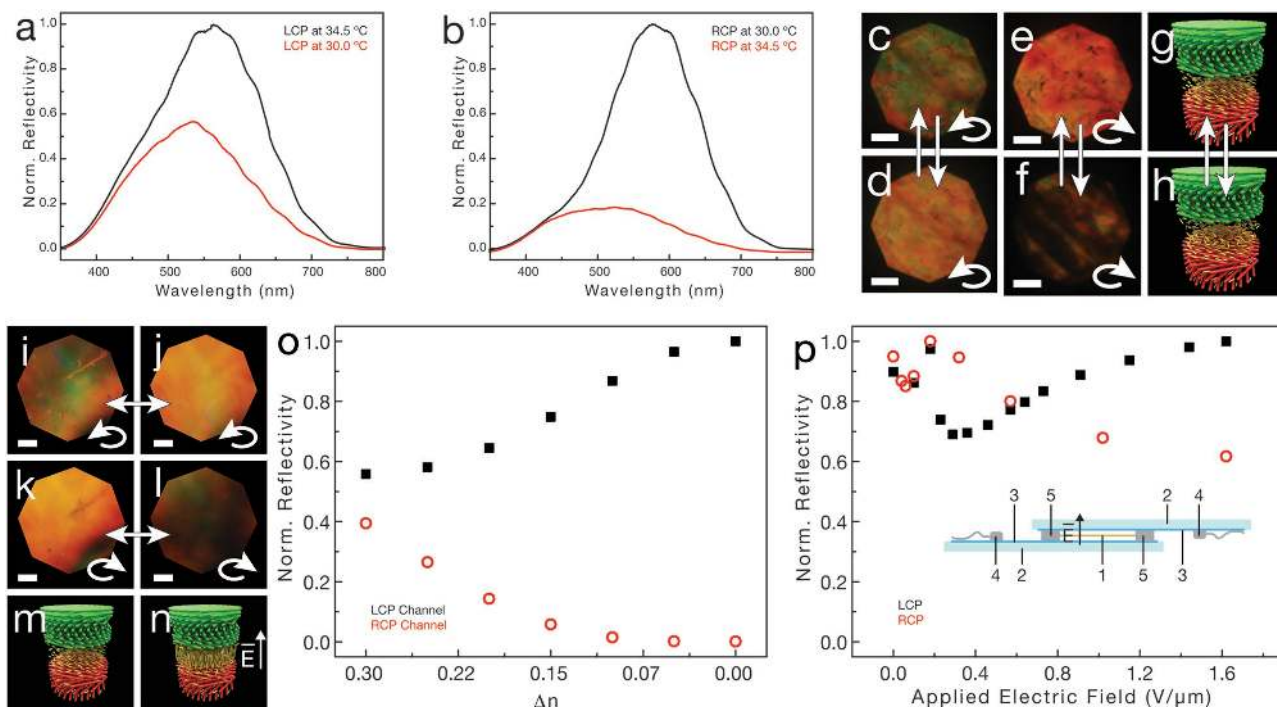 a
LCP at 34.5 ºC
LCP at 30.0 ºC
Norm. Reflectivity
1.0
0.8
0.6
0.4
0.2
0.0
400 500 600 700 800
Wavelength (nm)
b
RCP at 30.0 ºC
RCP at 34.5 ºC
Norm. Reflectivity
1.0
0.8
0.6
0.4
0.2
0.0
400 500 600 700 800
Wavelength (nm)
c e g
d f h
i j
k l
m n
E
o
Norm. Reflectivity
1.0
0.8
0.6
0.4
0.2
0.0
LCP Channel
RCP Channel
0.30 0.22 0.15 0.07 0.00
Δn
p
Norm. Reflectivity
1.0
0.8
0.6
0.4
0.2
0.0
3 5 2 4
E
4 2 1 5 3
LCP
RCP
0.0 0.4 0.8 1.2 1.6
Applied Electric Field (V/µm)